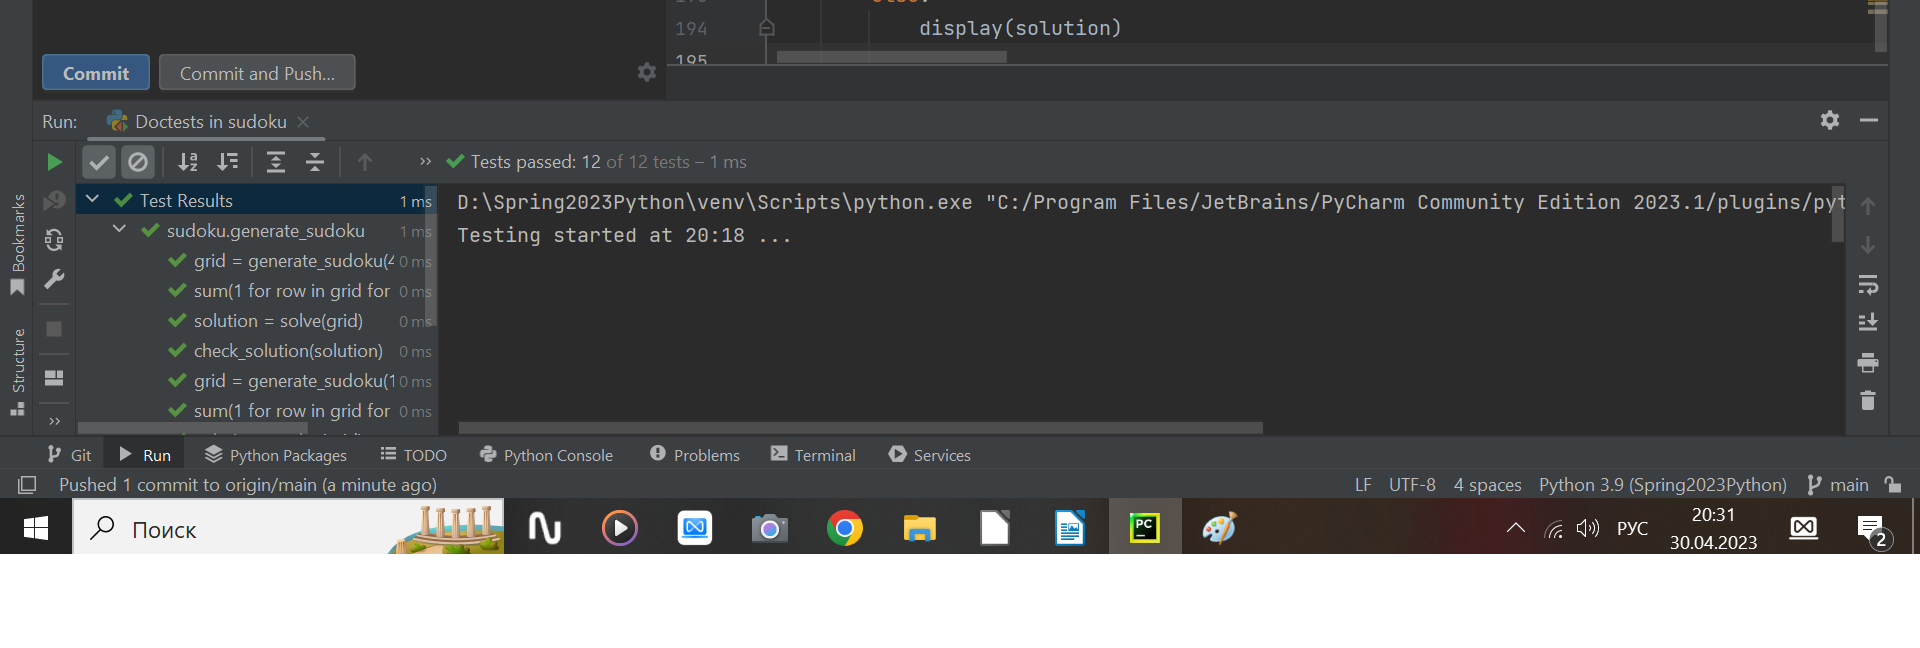 194 display(solution)
195
Commit Commit and Push...
Run: Doctests in sudoku
Tests passed: 12 of 12 tests – 1 ms
Test Results 1 ms
D:\Spring2023Python\venv\Scripts\python.exe "C:/Program Files/JetBrains/PyCharm Community Edition 2023.1/plugins/pyt
sudoku.generate_sudoku 1 ms
Testing started at 20:18 ...
grid = generate_sudoku(4 0 ms
sum(1 for row in grid for 0 ms
solution = solve(grid) 0 ms
check_solution(solution) 0 ms
grid = generate_sudoku(1 0 ms
sum(1 for row in grid for 0 ms
Bookmarks
Structure
Git Run Python Packages TODO Python Console Problems Terminal Services
Pushed 1 commit to origin/main (a minute ago) LF UTF-8 4 spaces Python 3.9 (Spring2023Python) main
Поиск PC РУС 20:31
30.04.2023 2